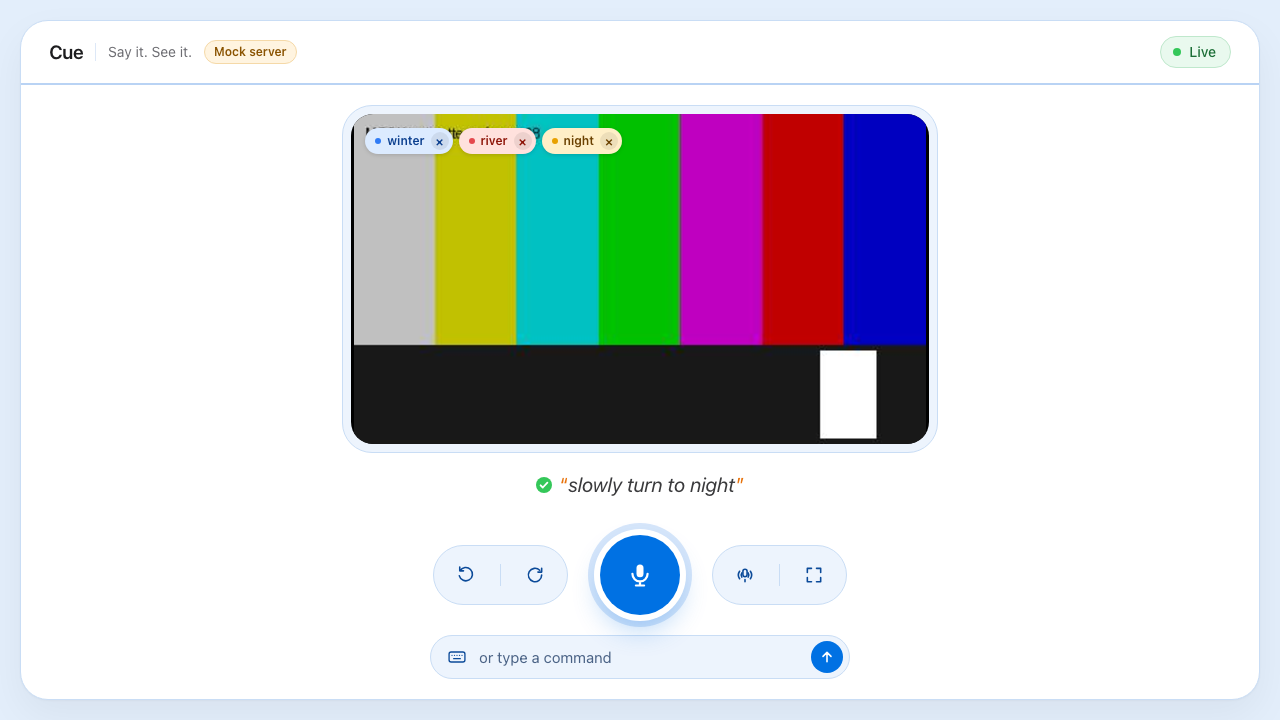 Cue
Say it. See it.
Mock server
Live
winter
river
night
“slowly turn to night”
or type a command